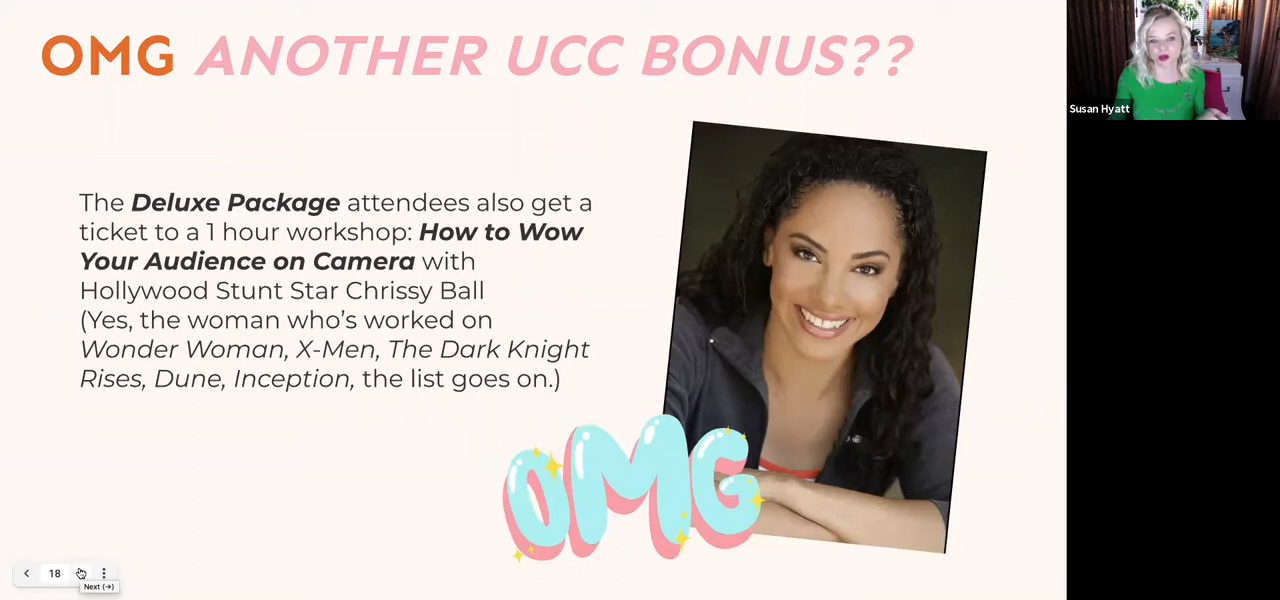 OMG ANOTHER UCC BONUS??
Susan Hyatt
The Deluxe Package attendees also get a
ticket to a 1 hour workshop: How to Wow
Your Audience on Camera with
Hollywood Stunt Star Chrissy Ball
(Yes, the woman who’s worked on
Wonder Woman, X-Men, The Dark Knight
Rises, Dune, Inception, the list goes on.)
OMG
18
Next (→)